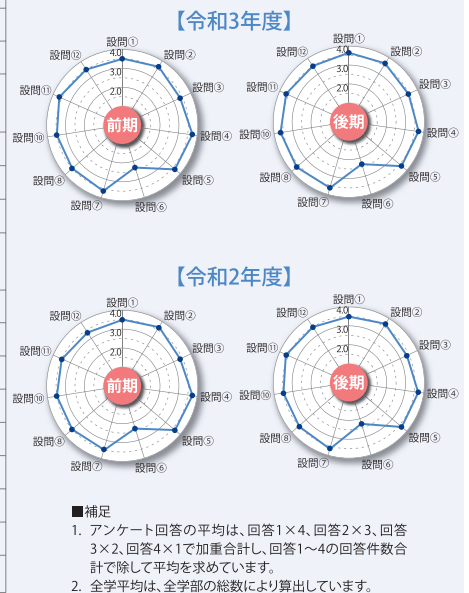 【令和3年度】
設問① 設問①
設問⑫ 4.0 設問② 設問⑫ 4.0 設問②
3.0 3.0
設問⑪ 2.0 設問③ 設問⑪ 2.0 設問③
設問⑩ 前期 設問④ 設問⑩ 後期 設問④
設問⑧ 設問⑤ 設問⑧ 設問⑤
設問⑦ 設問⑥ 設問⑦ 設問⑥
【令和2年度】
設問① 設問①
設問⑫ 4.0 設問② 設問⑫ 4.0 設問②
3.0 3.0
設問⑪ 2.0 設問③ 設問⑪ 2.0 設問③
設問⑩ 前期 設問④ 設問⑩ 後期 設問④
設問⑧ 設問⑤ 設問⑧ 設問⑤
設問⑦ 設問⑥ 設問⑦ 設問⑥
■補足
1. アンケート回答の平均は、回答1×4、回答2×3、回答
3×2、回答4×1で加重合計し、回答1〜4の回答件数合
計で除して平均を求めています。
2. 全学平均は、全学部の総数により算出しています。